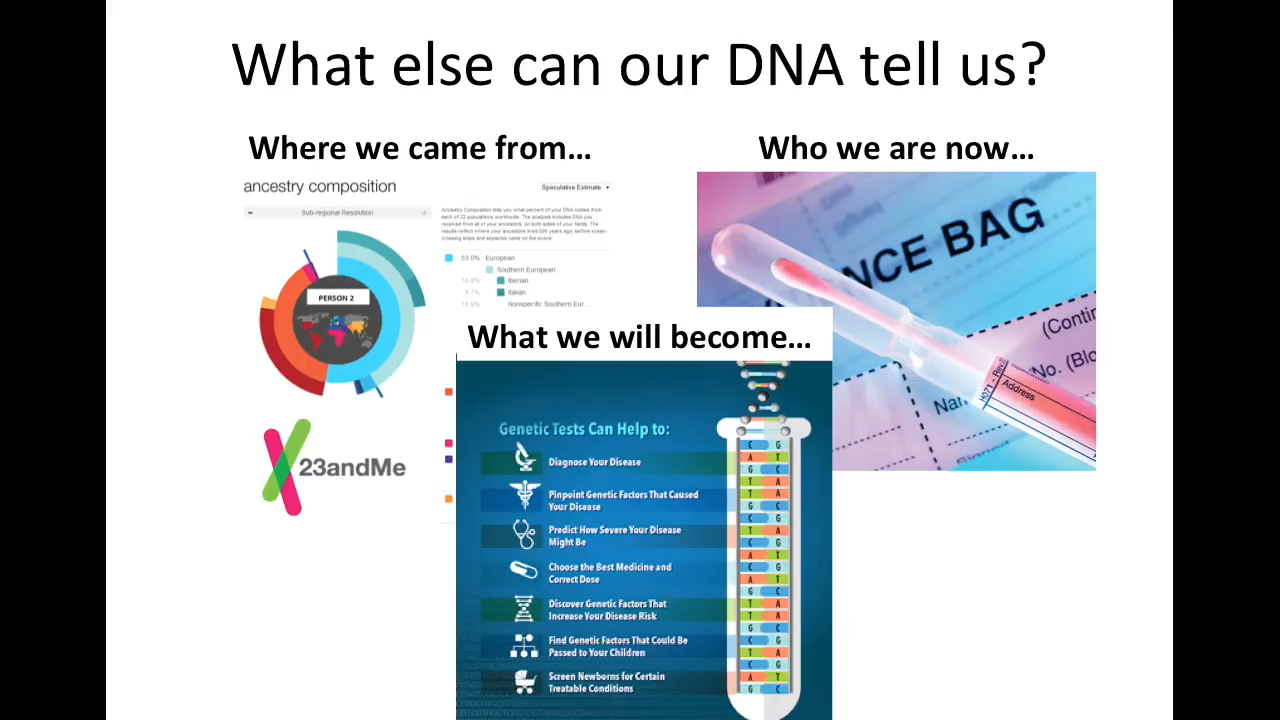 What else can our DNA tell us?
Where we came from…
Who we are now…
ancestry composition
Speculative Estimate
Sub-regional Resolution
Ancestry Composition tells you what percent of your DNA comes from
each of 22 populations worldwide. The analysis includes DNA you
received from all of your ancestors, on both sides of your family. The
results reflect where your ancestors lived 500 years ago, before ocean-
crossing ships and airplanes came on the scene.
53.0% European
Southern European
Iberian
Italian
Nonspecific Southern Eur…
PERSON 2
23andMe
NCE BAG
(Contin
No. (Blo
Nam
H071 - Rev
Address
What we will become…
Genetic Tests Can Help to:
Diagnose Your Disease
Pinpoint Genetic Factors That Caused
Your Disease
Predict How Severe Your Disease
Might Be
Choose the Best Medicine and
Correct Dose
Discover Genetic Factors That
Increase Your Disease Risk
Find Genetic Factors That Could Be
Passed to Your Children
Screen Newborns for Certain
Treatable Conditions
C G
A T
G C
T A
T A
G C
C G
T A
C G
A T
C G
A T
G C
T A
T A
G C
C G
T A
C G
A T
G C